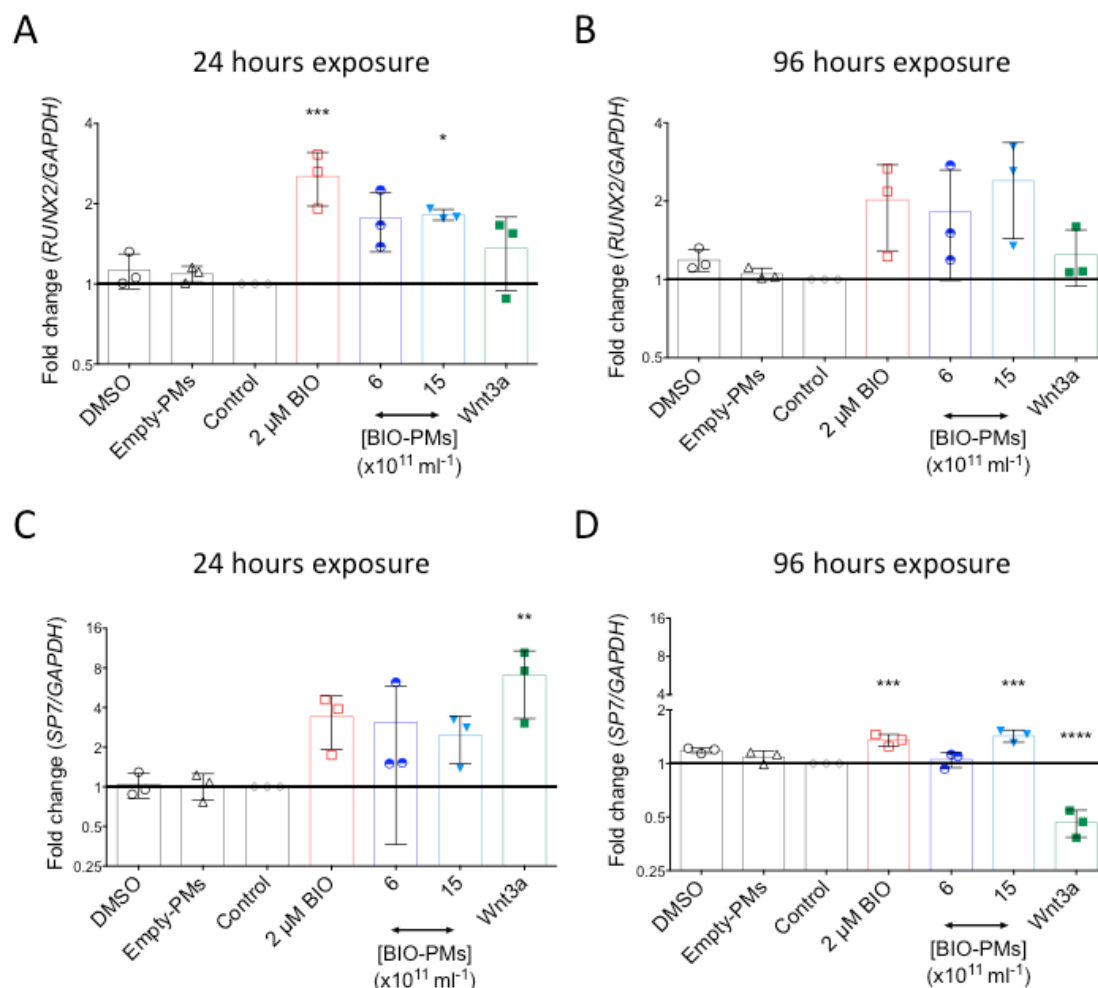 A
24 hours exposure
Fold change (RUNX2/GAPDH)
4
2
1
0.5
***
*
DMSO
Empty-PMs
Control
2 µM BIO
6
15
Wnt3a
[BIO-PMs]
(x10¹¹ ml⁻¹)
B
96 hours exposure
Fold change (RUNX2/GAPDH)
4
2
1
0.5
DMSO
Empty-PMs
Control
2 µM BIO
6
15
Wnt3a
[BIO-PMs]
(x10¹¹ ml⁻¹)
C
24 hours exposure
Fold change (SP7/GAPDH)
16
8
4
2
1
0.5
0.25
**
DMSO
Empty-PMs
Control
2 µM BIO
6
15
Wnt3a
[BIO-PMs]
(x10¹¹ ml⁻¹)
D
96 hours exposure
Fold change (SP7/GAPDH)
16
8
4
2
1
0.5
0.25
***
***
****
DMSO
Empty-PMs
Control
2 µM BIO
6
15
Wnt3a
[BIO-PMs]
(x10¹¹ ml⁻¹)